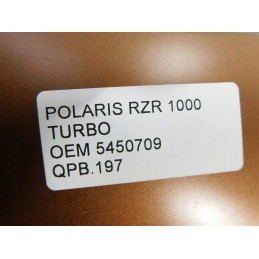 POLARIS RZR 1000
TURBO
OEM 5450709
QPB.197